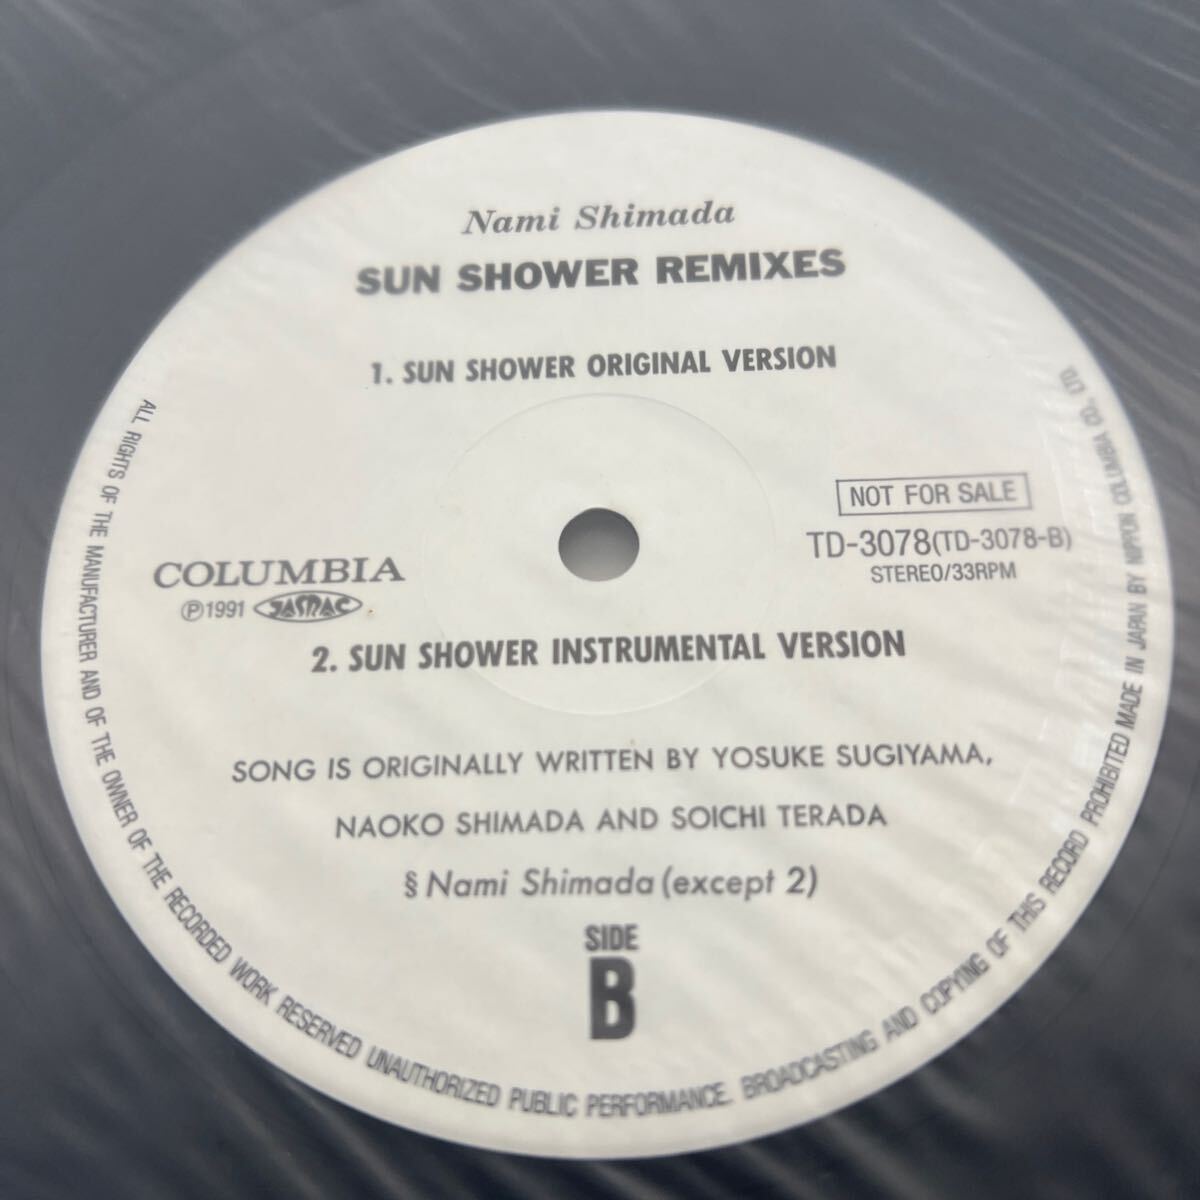 Nami Shimada
SUN SHOWER REMIXES
1. SUN SHOWER ORIGINAL VERSION
NOT FOR SALE
TD-3078(TD-3078-B)
STEREO/33RPM
COLUMBIA
Ⓟ1991 JASRAC
2. SUN SHOWER INSTRUMENTAL VERSION
SONG IS ORIGINALLY WRITTEN BY YOSUKE SUGIYAMA,
NAOKO SHIMADA AND SOICHI TERADA
§ Nami Shimada (except 2)
SIDE
B
ALL RIGHTS OF THE MANUFACTURER AND OF THE OWNER OF THE RECORDED WORK RESERVED UNAUTHORIZED PUBLIC PERFORMANCE. BROADCASTING AND COPYING OF THIS RECORD PROHIBITED MADE IN JAPAN BY NIPPON COLUMBIA CO., LTD.